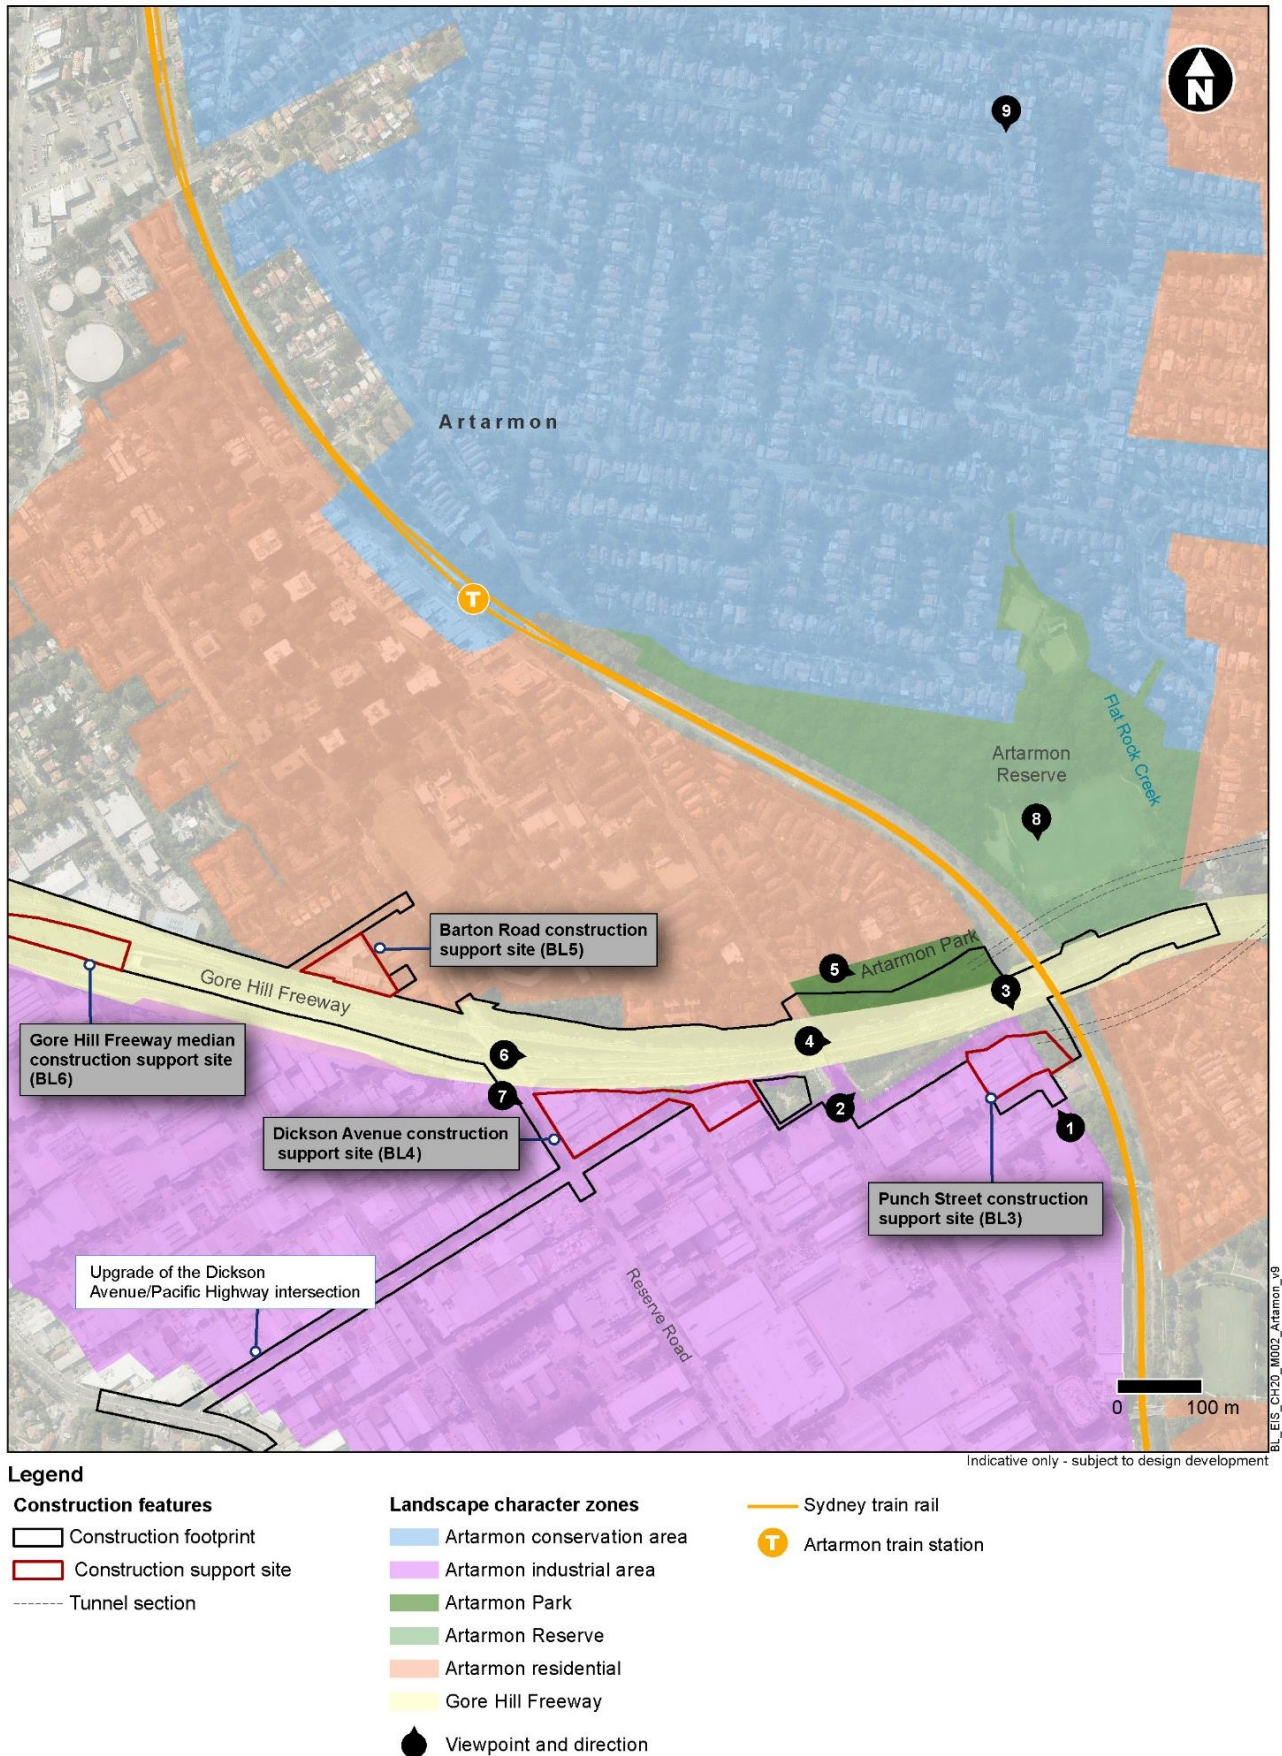 N
9
Artarmon
T
Artarmon
Reserve
Flat Rock Creek
8
Barton Road construction
support site (BL5)
Artarmon Park
5
3
Gore Hill Freeway
4
6
Gore Hill Freeway median
construction support site
(BL6)
7
2
1
Dickson Avenue construction
support site (BL4)
Punch Street construction
support site (BL3)
Upgrade of the Dickson
Avenue/Pacific Highway intersection
Reserve Road
0 100 m
BL_EIS_CH20_M002_Artarmon_v9
Indicative only - subject to design development
Legend
Construction features
Construction footprint
Construction support site
Tunnel section
Landscape character zones
Artarmon conservation area
Artarmon industrial area
Artarmon Park
Artarmon Reserve
Artarmon residential
Gore Hill Freeway
Viewpoint and direction
Sydney train rail
T Artarmon train station